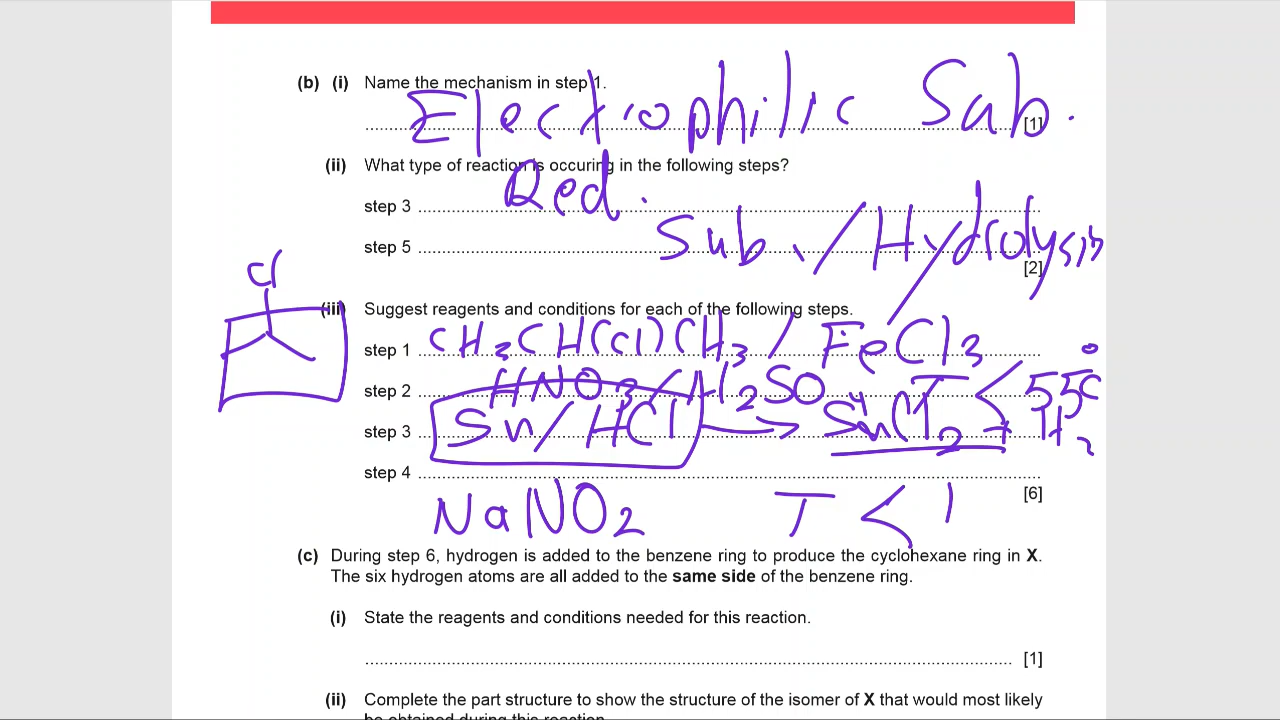 (b) (i) Name the mechanism in step 1.
Electrophilic Sub.
[1]
(ii) What type of reaction is occuring in the following steps?
step 3 Red.
step 5 Sub. / Hydrolysis
[2]
Cl
(iii) Suggest reagents and conditions for each of the following steps.
step 1 CH3CH(Cl)CH3 / FeCl3
step 2 HNO3 / H2SO4 T < 55°C
step 3 Sn/HCl → SnCl2 + H2
step 4
[6]
NaNO2 T < 1
(c) During step 6, hydrogen is added to the benzene ring to produce the cyclohexane ring in X.
The six hydrogen atoms are all added to the same side of the benzene ring.
(i) State the reagents and conditions needed for this reaction.
[1]
(ii) Complete the part structure to show the structure of the isomer of X that would most likely
be obtained during this reaction.